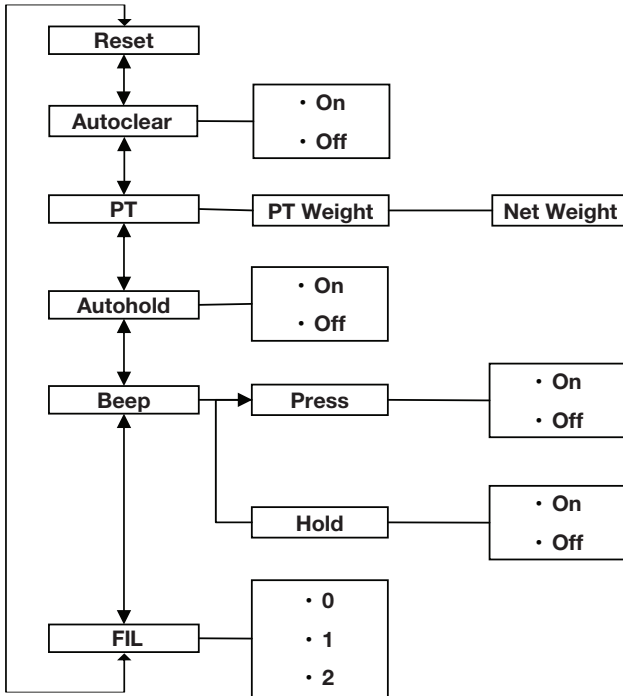 Reset
Autoclear
· On
· Off
PT
PT Weight
Net Weight
Autohold
· On
· Off
Beep
Press
· On
· Off
Hold
· On
· Off
FIL
· 0
· 1
· 2